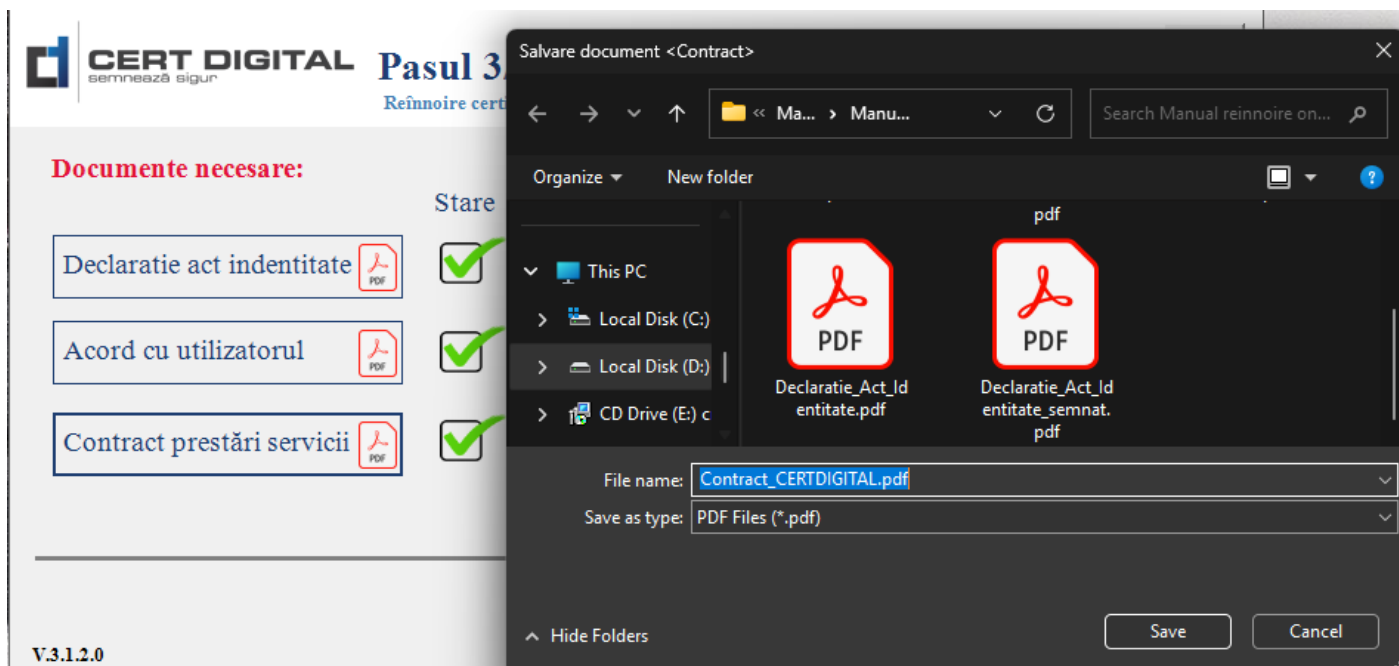 CERT DIGITAL
semnează sigur
Pasul 3
Reînnoire cert
Documente necesare:
Stare
Declaratie act indentitate
PDF
Acord cu utilizatorul
PDF
Contract prestări servicii
PDF
V.3.1.2.0
Salvare document <Contract>
« Ma... › Manu...
Search Manual reinnoire on...
Organize
New folder
pdf
This PC
Local Disk (C:)
Local Disk (D:)
CD Drive (E:) c
PDF
PDF
Declaratie_Act_Id
entitate.pdf
Declaratie_Act_Id
entitate_semnat.
pdf
File name: Contract_CERTDIGITAL.pdf
Save as type: PDF Files (*.pdf)
Hide Folders
Save
Cancel